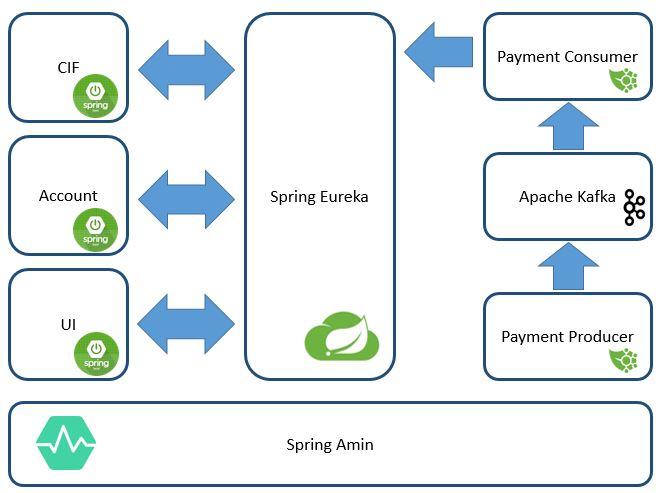 CIF
spring
Account
spring
UI
spring
Spring Eureka
Payment Consumer
Apache Kafka
Payment Producer
Spring Amin